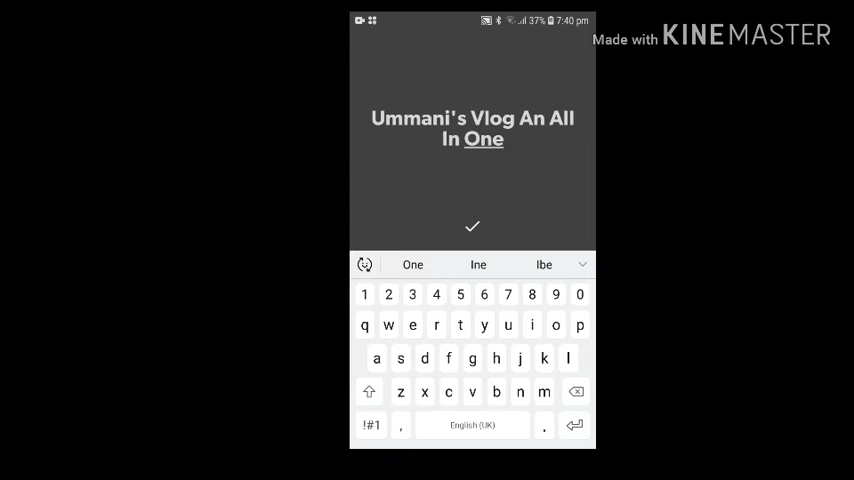 37% 7:40 pm
Made with KINEMASTER
Ummani's Vlog An All
In One
One Ine Ibe
1 2 3 4 5 6 7 8 9 0
q w e r t y u i o p
a s d f g h j k l
z x c v b n m
!#1 , English (UK) .